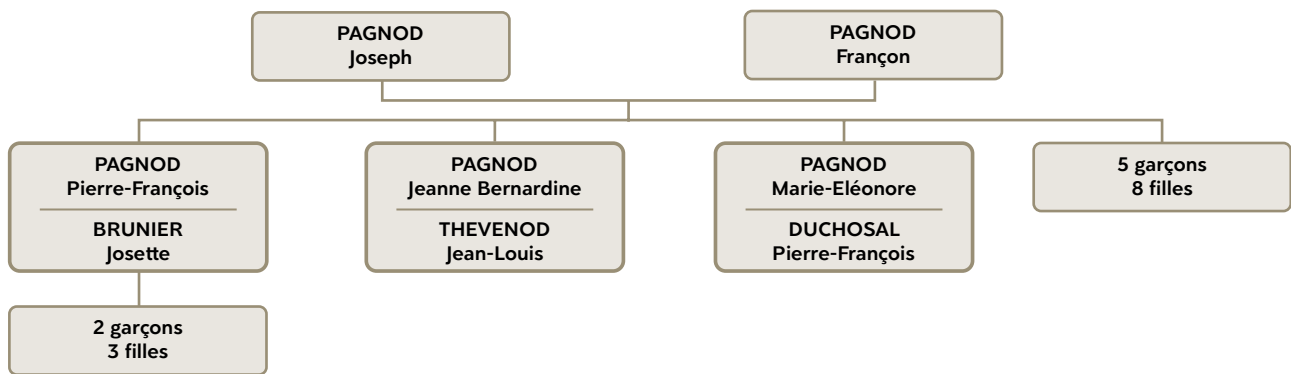 PAGNOD
Joseph
PAGNOD
Françon
PAGNOD
Pierre-François
BRUNIER
Josette
PAGNOD
Jeanne Bernardine
THEVENOD
Jean-Louis
PAGNOD
Marie-Eléonore
DUCHOSAL
Pierre-François
5 garçons
8 filles
2 garçons
3 filles